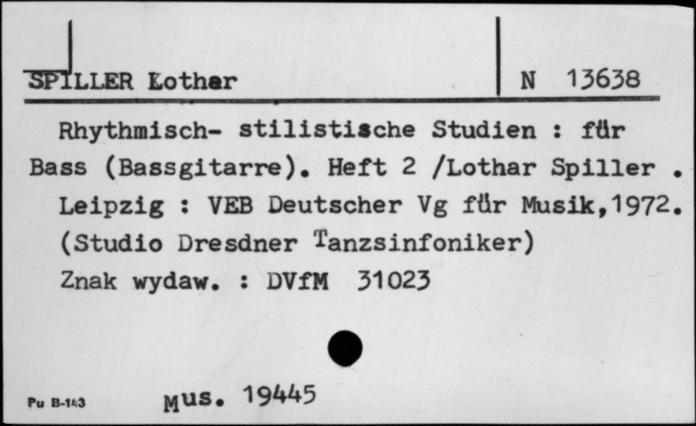 SPILLER Lothar N 13638
Rhythmisch- stilistische Studien : für
Bass (Bassgitarre). Heft 2 /Lothar Spiller .
Leipzig : VEB Deutscher Vg für Musik,1972.
(Studio Dresdner Tanzsinfoniker)
Znak wydaw. : DVfM 31023
Pu B-143 Mus. 19445